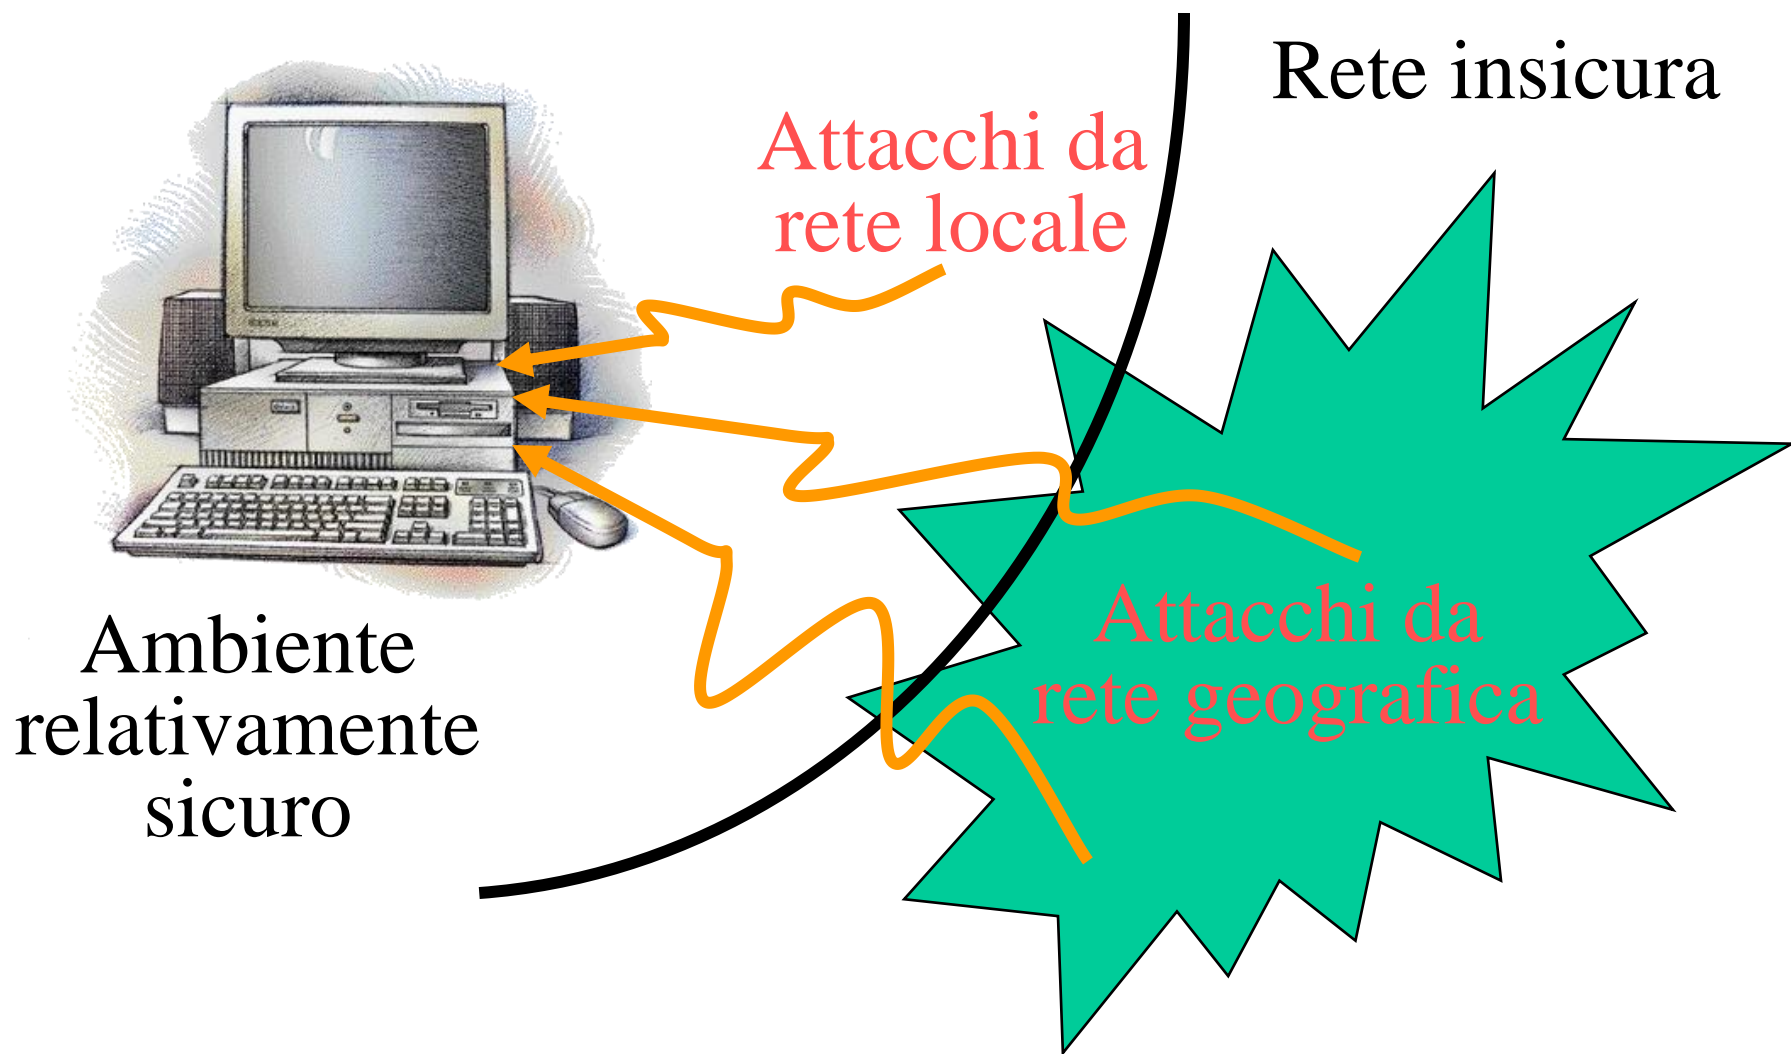 Rete insicura
Attacchi da
rete locale
Attacchi da
rete geografica
Ambiente
relativamente
sicuro